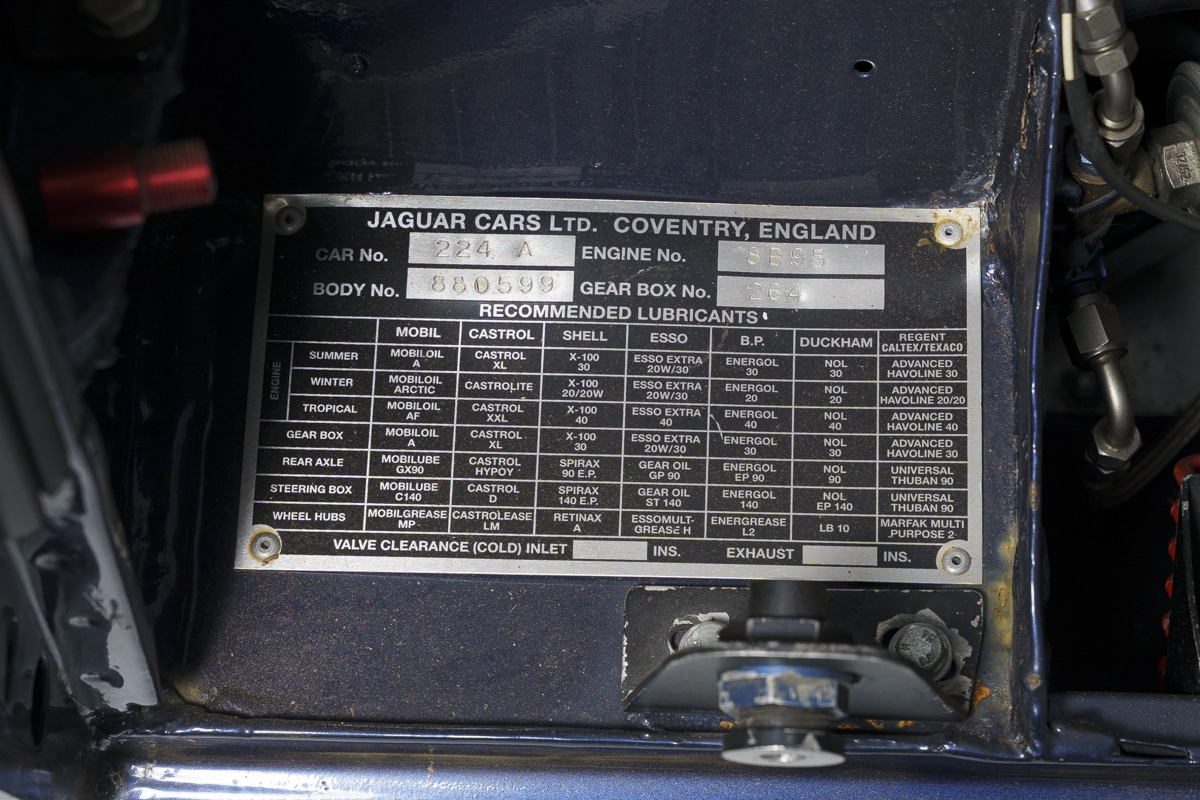 JAGUAR CARS LTD. COVENTRY, ENGLAND
CAR No. 224 A ENGINE No. 8B95
BODY No. 880599 GEAR BOX No. 264
RECOMMENDED LUBRICANTS
MOBIL CASTROL SHELL ESSO B.P. DUCKHAM REGENT CALTEX/TEXACO
ENGINE
SUMMER MOBILOIL A CASTROL XL X-100 30 ESSO EXTRA 20W/30 ENERGOL 30 NOL 30 ADVANCED HAVOLINE 30
WINTER MOBILOIL ARCTIC CASTROLITE X-100 20/20W ESSO EXTRA 20W/30 ENERGOL 20 NOL 20 ADVANCED HAVOLINE 20/20
TROPICAL MOBILOIL AF CASTROL XXL X-100 40 ESSO EXTRA 40 ENERGOL 40 NOL 40 ADVANCED HAVOLINE 40
GEAR BOX MOBILOIL A CASTROL XL X-100 30 ESSO EXTRA 20W/30 ENERGOL 30 NOL 30 ADVANCED HAVOLINE 30
REAR AXLE MOBILUBE GX90 CASTROL HYPOY SPIRAX 90 E.P. GEAR OIL GP 90 ENERGOL EP 90 NOL 90 UNIVERSAL THUBAN 90
STEERING BOX MOBILUBE C140 CASTROL D SPIRAX 140 E.P. GEAR OIL ST 140 ENERGOL 140 NOL EP 140 UNIVERSAL THUBAN 90
WHEEL HUBS MOBILGREASE MP CASTROLEASE LM RETINAX A ESSOMULT-GREASE H ENERGREASE L2 LB 10 MARFAK MULTI PURPOSE 2
VALVE CLEARANCE (COLD) INLET INS. EXHAUST INS.